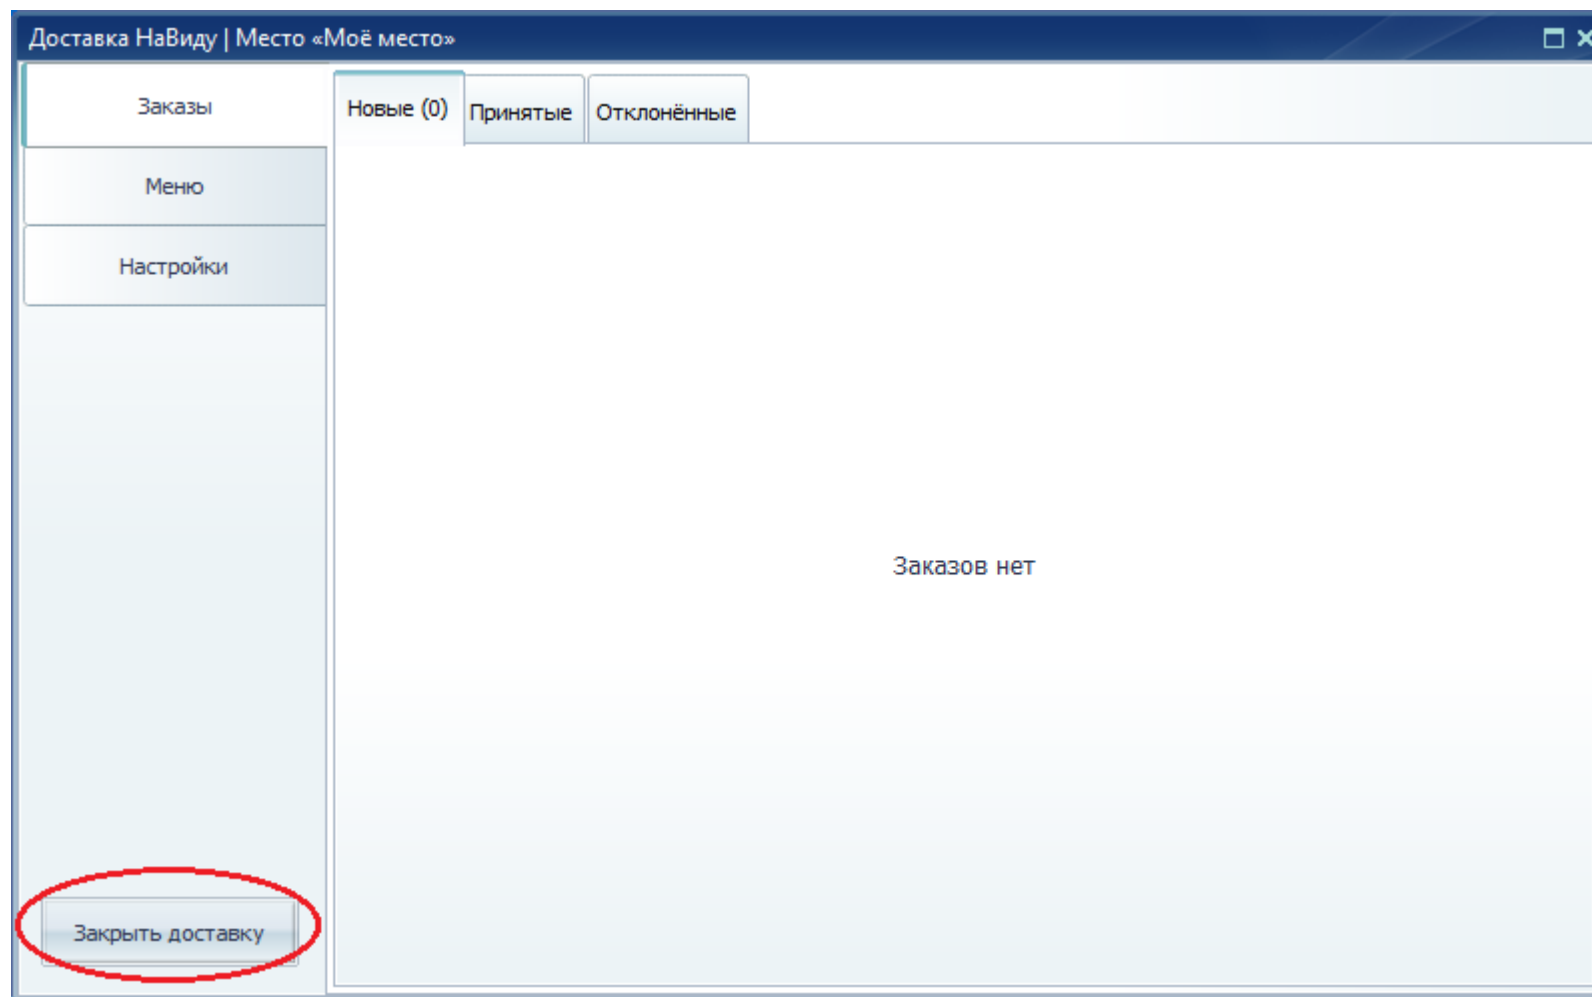 Доставка НаВиду | Место «Моё место»
Заказы
Меню
Настройки
Новые (0) Принятые Отклонённые
Заказов нет
Закрыть доставку